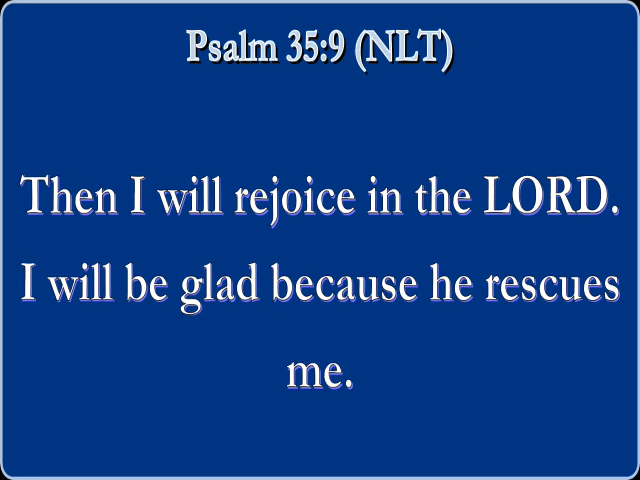 Psalm 35:9 (NLT)
Then I will rejoice in the LORD.
I will be glad because he rescues
me.